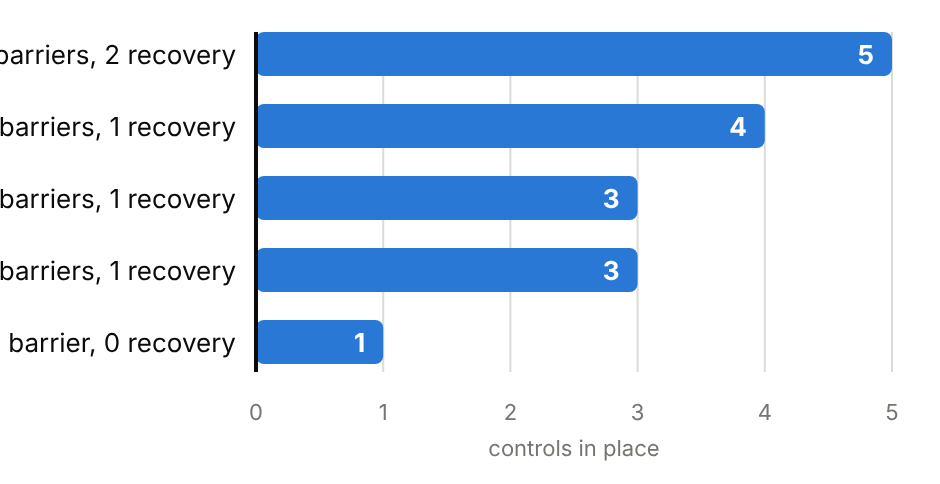 barriers, 2 recovery
5
barriers, 1 recovery
4
barriers, 1 recovery
3
barriers, 1 recovery
3
barrier, 0 recovery
1
0 1 2 3 4 5
controls in place